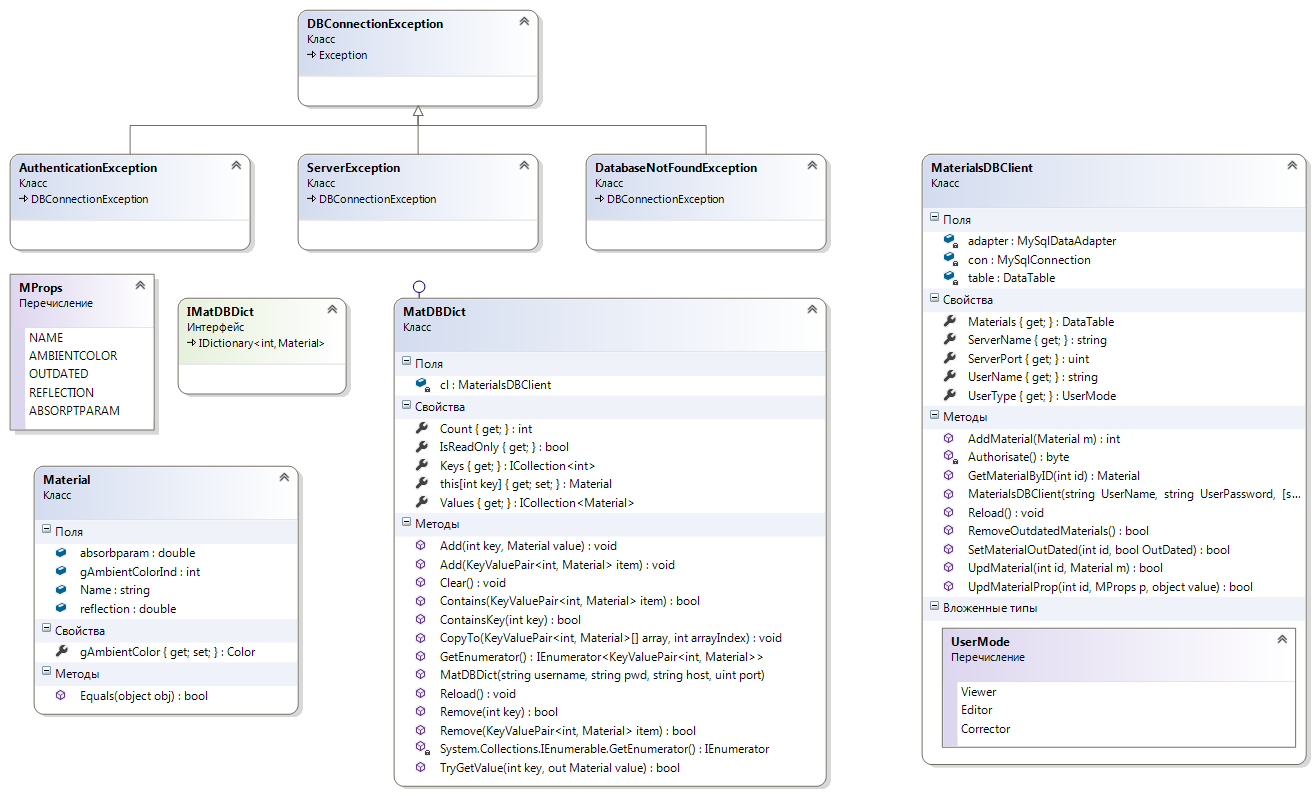 DBConnectionException
Класс
Exception
AuthenticationException
Класс
DBConnectionException
ServerException
Класс
DBConnectionException
DatabaseNotFoundException
Класс
DBConnectionException
MProps
Перечисление
NAME
AMBIENTCOLOR
OUTDATED
REFLECTION
ABSORPTPARAM
IMatDBDict
Интерфейс
IDictionary<int, Material>
Material
Класс
Поля
absorbparam : double
gAmbientColorInd : int
Name : string
reflection : double
Свойства
gAmbientColor { get; set; } : Color
Методы
Equals(object obj) : bool
MatDBDict
Класс
Поля
cl : MaterialsDBClient
Свойства
Count { get; } : int
IsReadOnly { get; } : bool
Keys { get; } : ICollection<int>
this[int key] { get; set; } : Material
Values { get; } : ICollection<Material>
Методы
Add(int key, Material value) : void
Add(KeyValuePair<int, Material> item) : void
Clear() : void
Contains(KeyValuePair<int, Material> item) : bool
ContainsKey(int key) : bool
CopyTo(KeyValuePair<int, Material>[] array, int arrayIndex) : void
GetEnumerator() : IEnumerator<KeyValuePair<int, Material>>
MatDBDict(string username, string pwd, string host, uint port)
Reload() : void
Remove(int key) : bool
Remove(KeyValuePair<int, Material> item) : bool
System.Collections.IEnumerable.GetEnumerator() : IEnumerator
TryGetValue(int key, out Material value) : bool
MaterialsDBClient
Класс
Поля
adapter : MySqlDataAdapter
con : MySqlConnection
table : DataTable
Свойства
Materials { get; } : DataTable
ServerName { get; } : string
ServerPort { get; } : uint
UserName { get; } : string
UserType { get; } : UserMode
Методы
AddMaterial(Material m) : int
Authorisate() : byte
GetMaterialByID(int id) : Material
MaterialsDBClient(string UserName, string UserPassword, [s...
Reload() : void
RemoveOutdatedMaterials() : bool
SetMaterialOutDated(int id, bool OutDated) : bool
UpdMaterial(int id, Material m) : bool
UpdMaterialProp(int id, MProps p, object value) : bool
Вложенные типы
UserMode
Перечисление
Viewer
Editor
Corrector